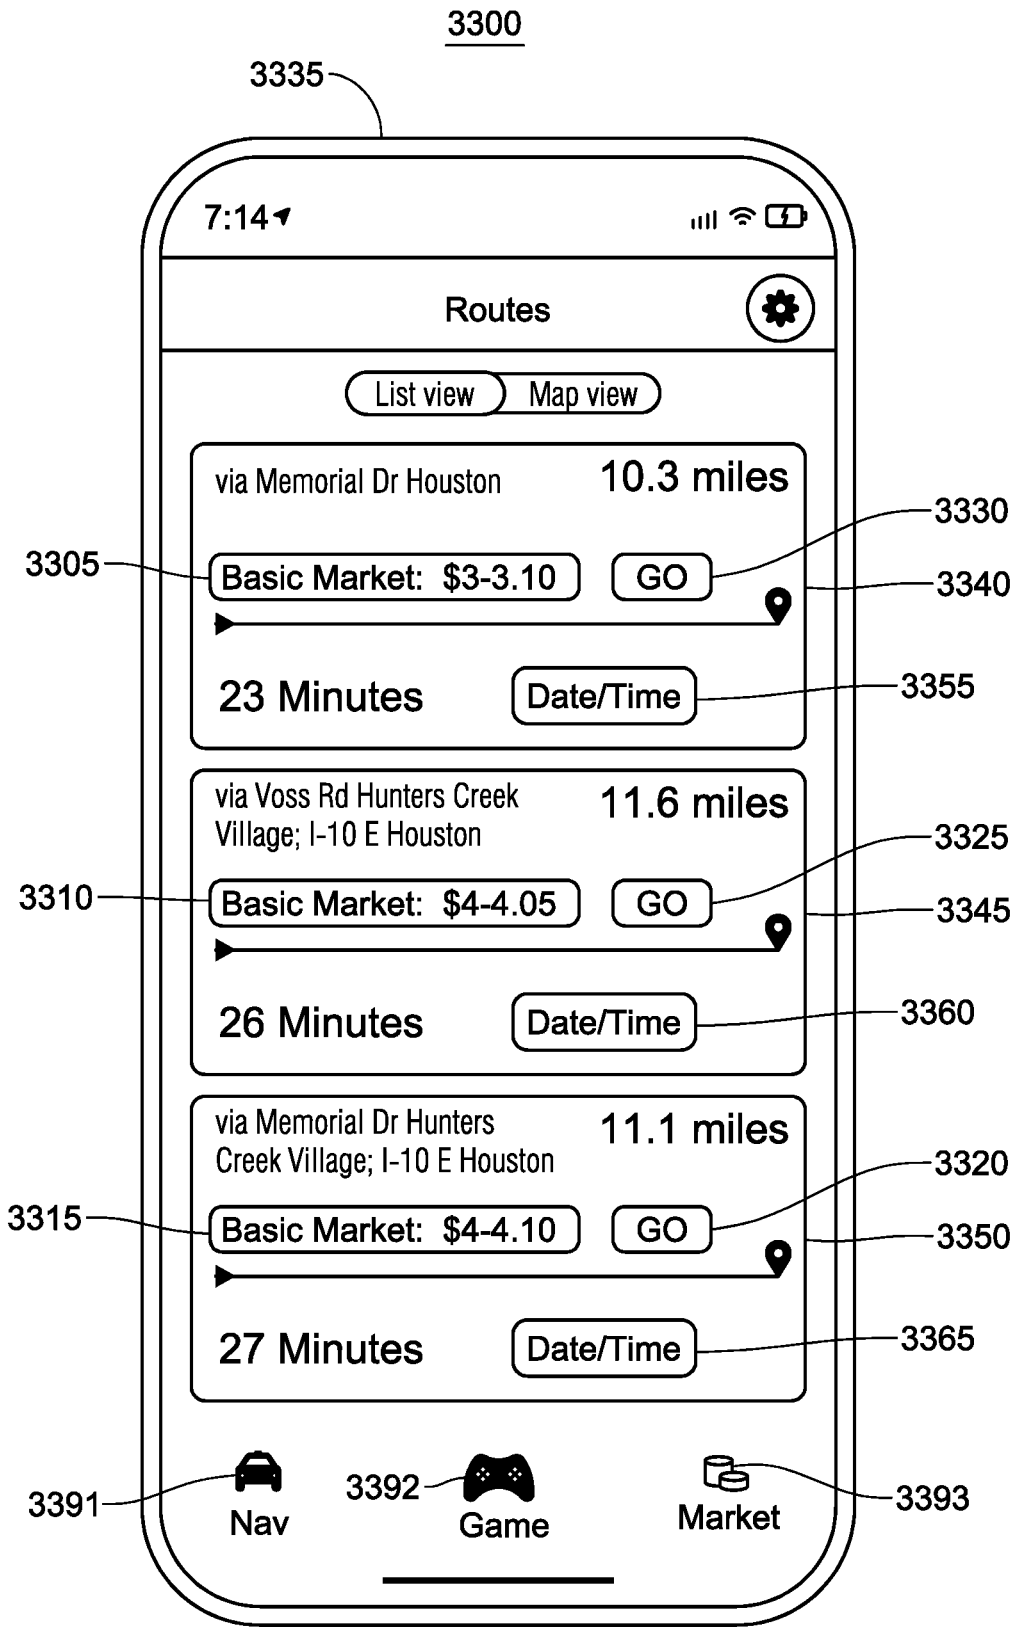 3300
3335
7:14
Routes
List view Map view
via Memorial Dr Houston 10.3 miles
3330
3305 Basic Market: $3-3.10 GO
3340
23 Minutes Date/Time 3355
via Voss Rd Hunters Creek 11.6 miles
Village; I-10 E Houston
3325
3310 Basic Market: $4-4.05 GO
3345
26 Minutes Date/Time 3360
via Memorial Dr Hunters 11.1 miles
Creek Village; I-10 E Houston
3320
3315 Basic Market: $4-4.10 GO
3350
27 Minutes Date/Time 3365
3391 3392 3393
Nav Game Market